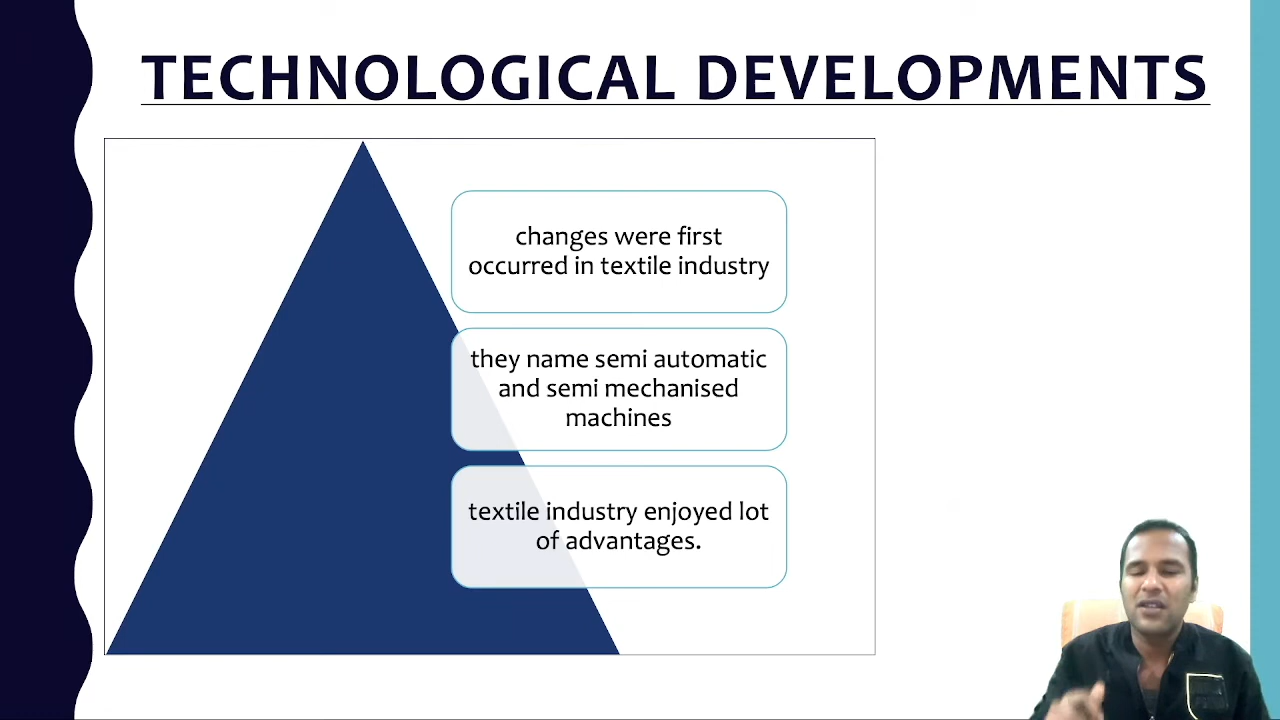 TECHNOLOGICAL DEVELOPMENTS
changes were first
occurred in textile industry
they name semi automatic
and semi mechanised
machines
textile industry enjoyed lot
of advantages.